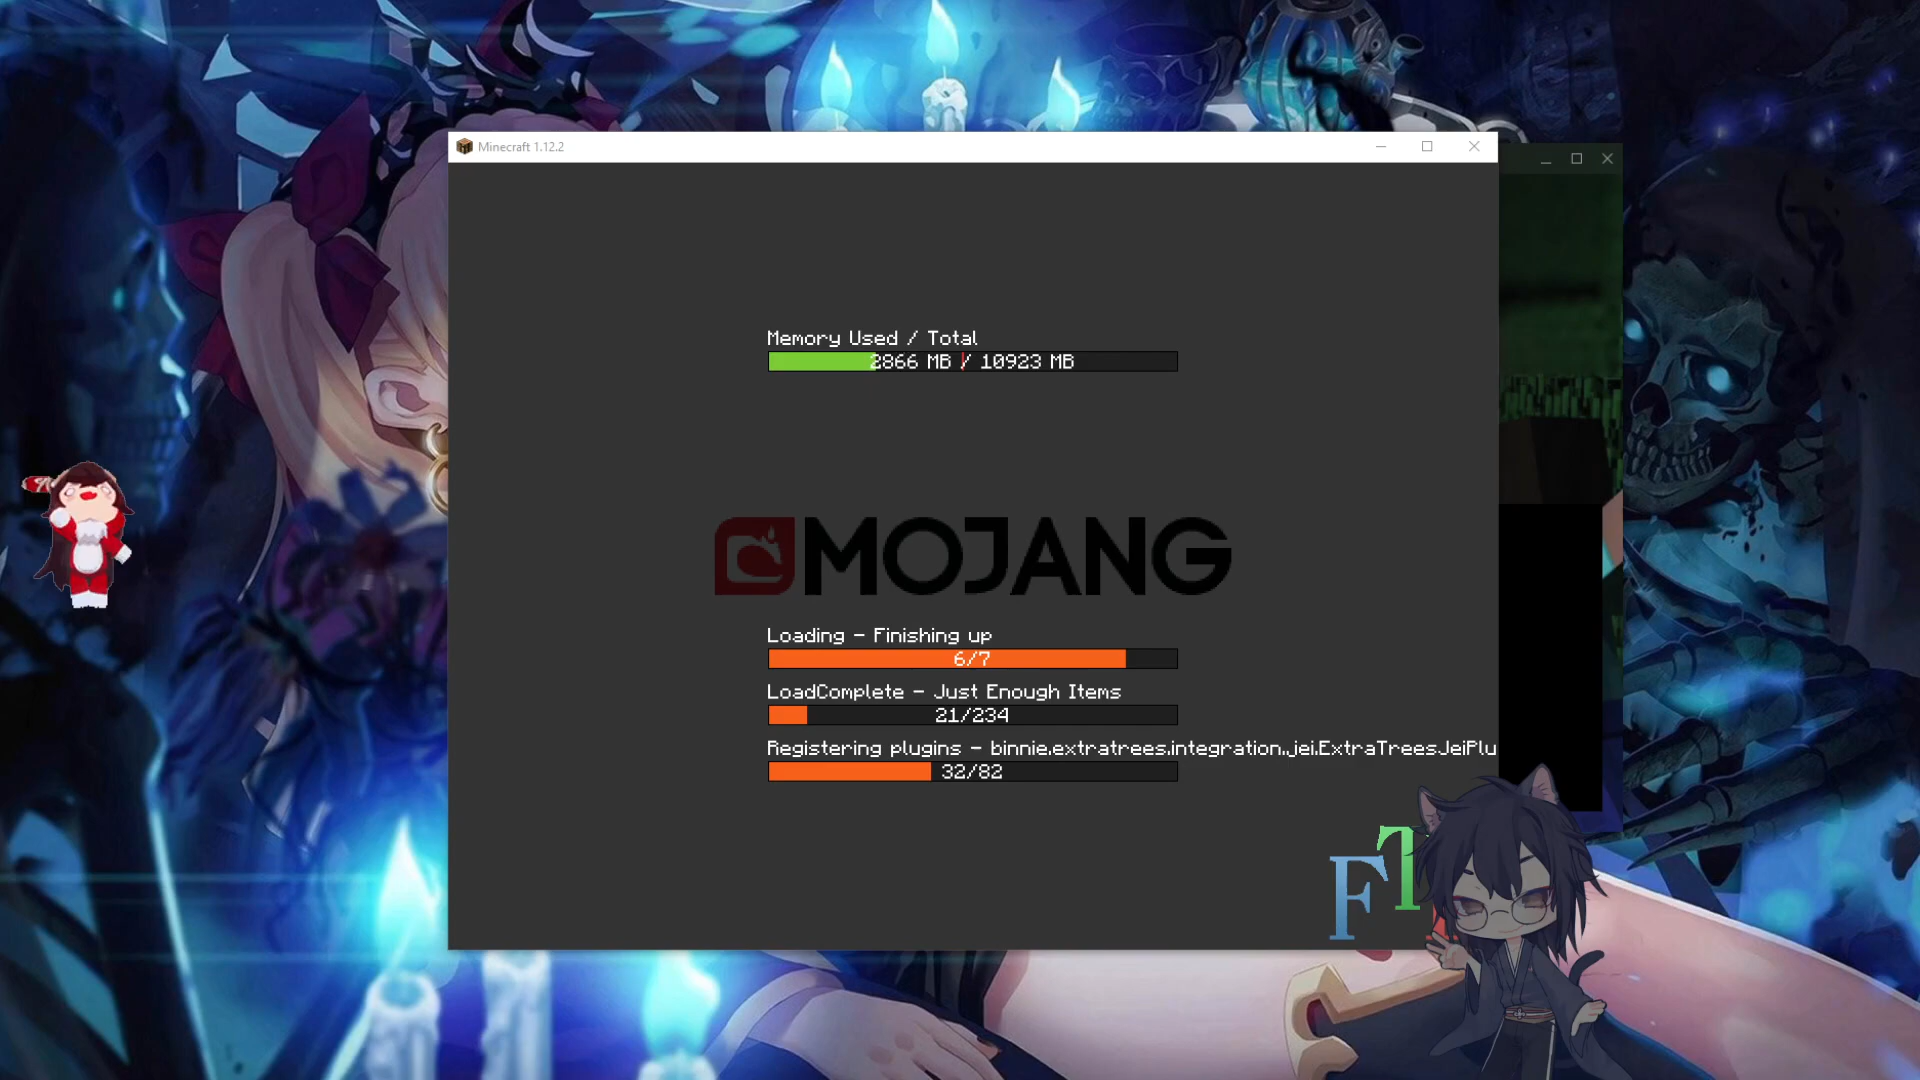 Minecraft 1.12.2
Memory Used / Total
2866 MB / 10923 MB
MOJANG
Loading - Finishing up
6/7
LoadComplete - Just Enough Items
21/234
Registering plugins - binnie.extratrees.integration.jei.ExtraTreesJeiPlu
32/82
FT